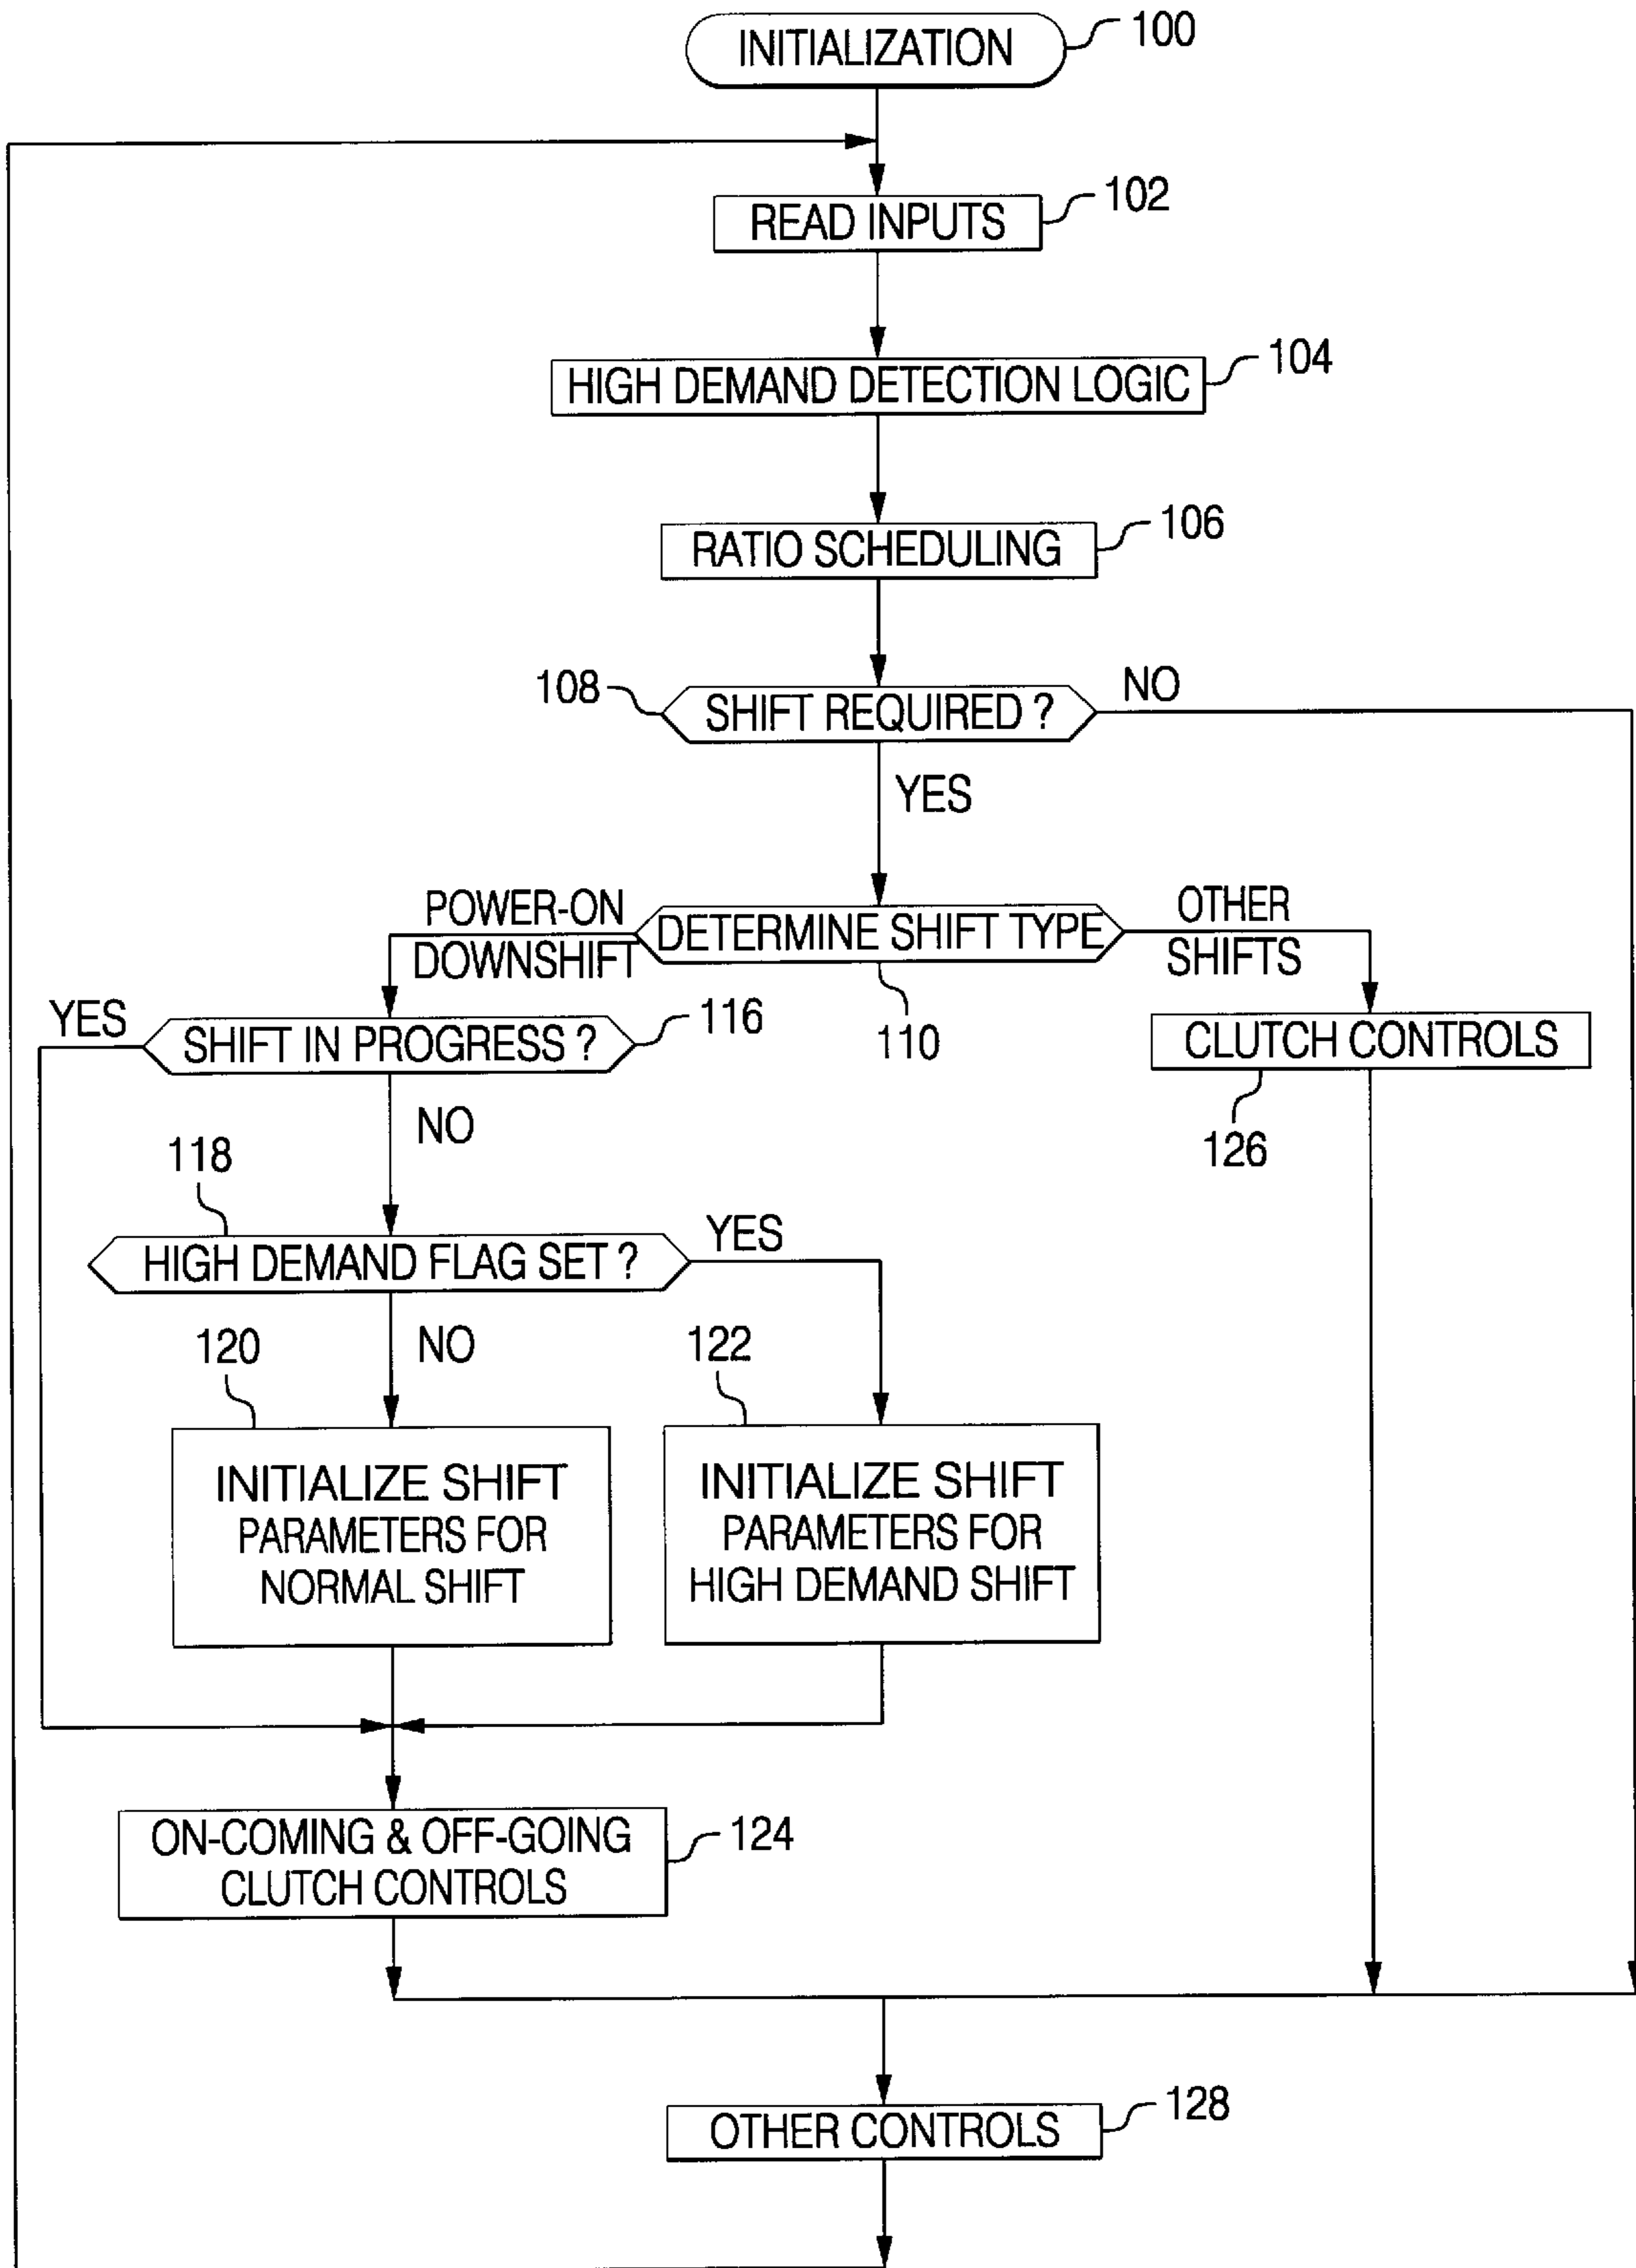 INITIALIZATION
100
READ INPUTS
102
HIGH DEMAND DETECTION LOGIC
104
RATIO SCHEDULING
106
108
SHIFT REQUIRED ?
NO
YES
POWER-ON
DOWNSHIFT
DETERMINE SHIFT TYPE
110
OTHER
SHIFTS
YES
SHIFT IN PROGRESS ?
116
CLUTCH CONTROLS
126
NO
118
HIGH DEMAND FLAG SET ?
YES
NO
120
INITIALIZE SHIFT
PARAMETERS FOR
NORMAL SHIFT
122
INITIALIZE SHIFT
PARAMETERS FOR
HIGH DEMAND SHIFT
ON-COMING & OFF-GOING
CLUTCH CONTROLS
124
OTHER CONTROLS
128